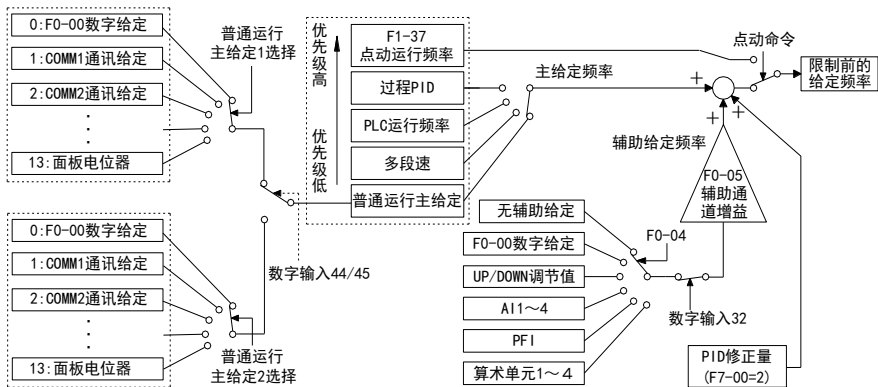 0:F0-00数字给定
1:COMM1通讯给定
2:COMM2通讯给定
13:面板电位器
普通运行
主给定1选择
0:F0-00数字给定
1:COMM1通讯给定
2:COMM2通讯给定
13:面板电位器
普通运行
主给定2选择
数字输入44/45
优先级高
优先级低
F1-37
点动运行频率
过程PID
PLC运行频率
多段速
普通运行主给定
主给定频率
点动命令
限制前的
给定频率
辅助给定频率
F0-05
辅助通
道增益
无辅助给定
F0-00数字给定
UP/DOWN调节值
AI1～4
PFI
算术单元1～4
F0-04
数字输入32
PID修正量
(F7-00=2)